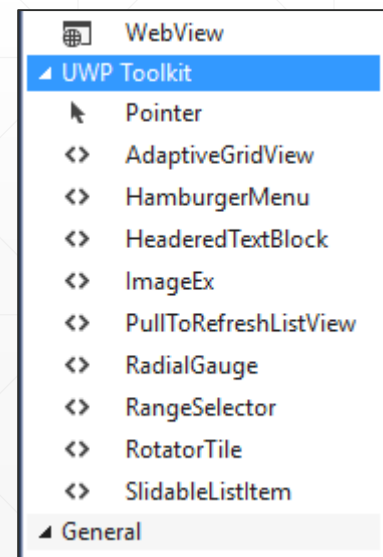 WebView
UWP Toolkit
Pointer
AdaptiveGridView
HamburgerMenu
HeaderedTextBlock
ImageEx
PullToRefreshListView
RadialGauge
RangeSelector
RotatorTile
SlidableListItem
General